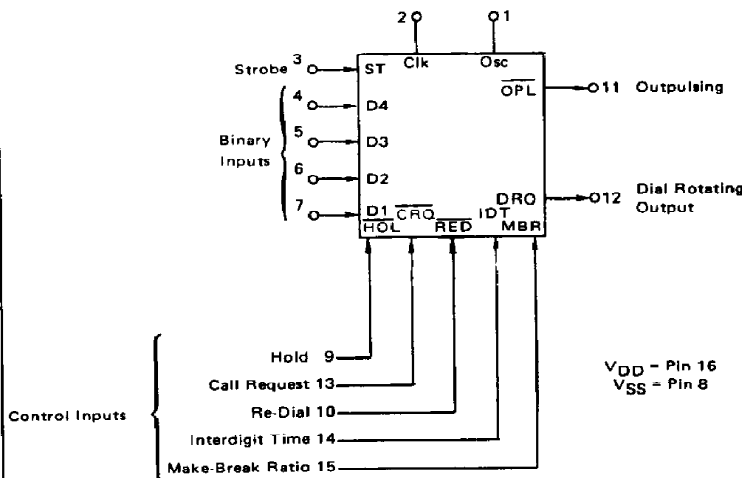 2 1
Clk Osc
Strobe 3 ST
4 D4
5 D3
6 D2
7 D1
Binary
Inputs
OPL 11 Outpulsing
DRO 12 Dial Rotating
Output
HOL CRQ RED IDT MBR
Hold 9
Call Request 13
Re-Dial 10
Interdigit Time 14
Make-Break Ratio 15
Control Inputs
VDD = Pin 16
VSS = Pin 8